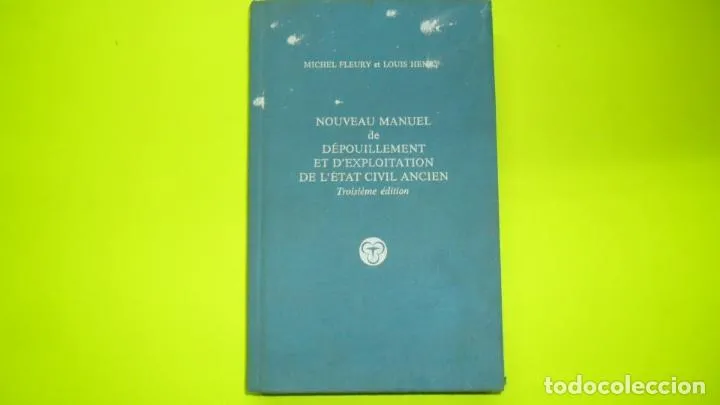 MICHEL FLEURY et LOUIS HENRY
NOUVEAU MANUEL
de
DÉPOUILLEMENT
ET D'EXPLOITATION
DE L'ÉTAT CIVIL ANCIEN
Troisième édition
todocoleccion